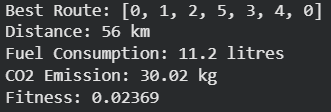 Best Route: [0, 1, 2, 5, 3, 4, 0]
Distance: 56 km
Fuel Consumption: 11.2 litres
CO2 Emission: 30.02 kg
Fitness: 0.02369